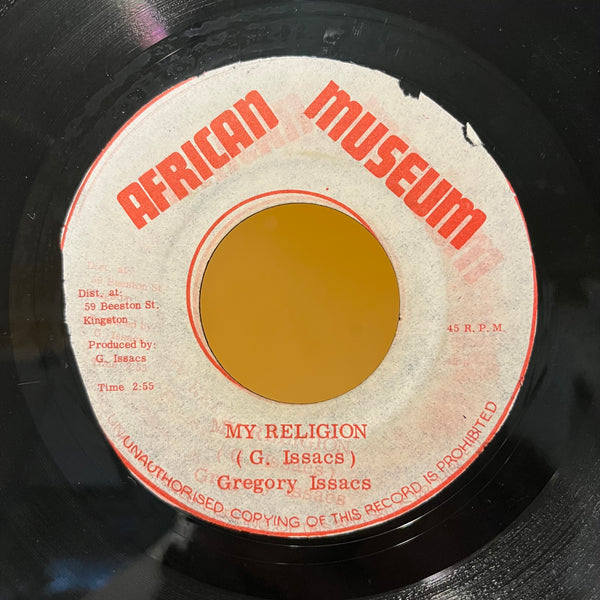 AFRICAN MUSEUM
Dist. at:
59 Beeston St.
Kingston
Produced by:
G. Issacs
Time 2:55
45 R. P. M.
MY RELIGION
( G. Issacs )
Gregory Issacs
UNAUTHORISED COPYING OF THIS RECORD IS PROHIBITED